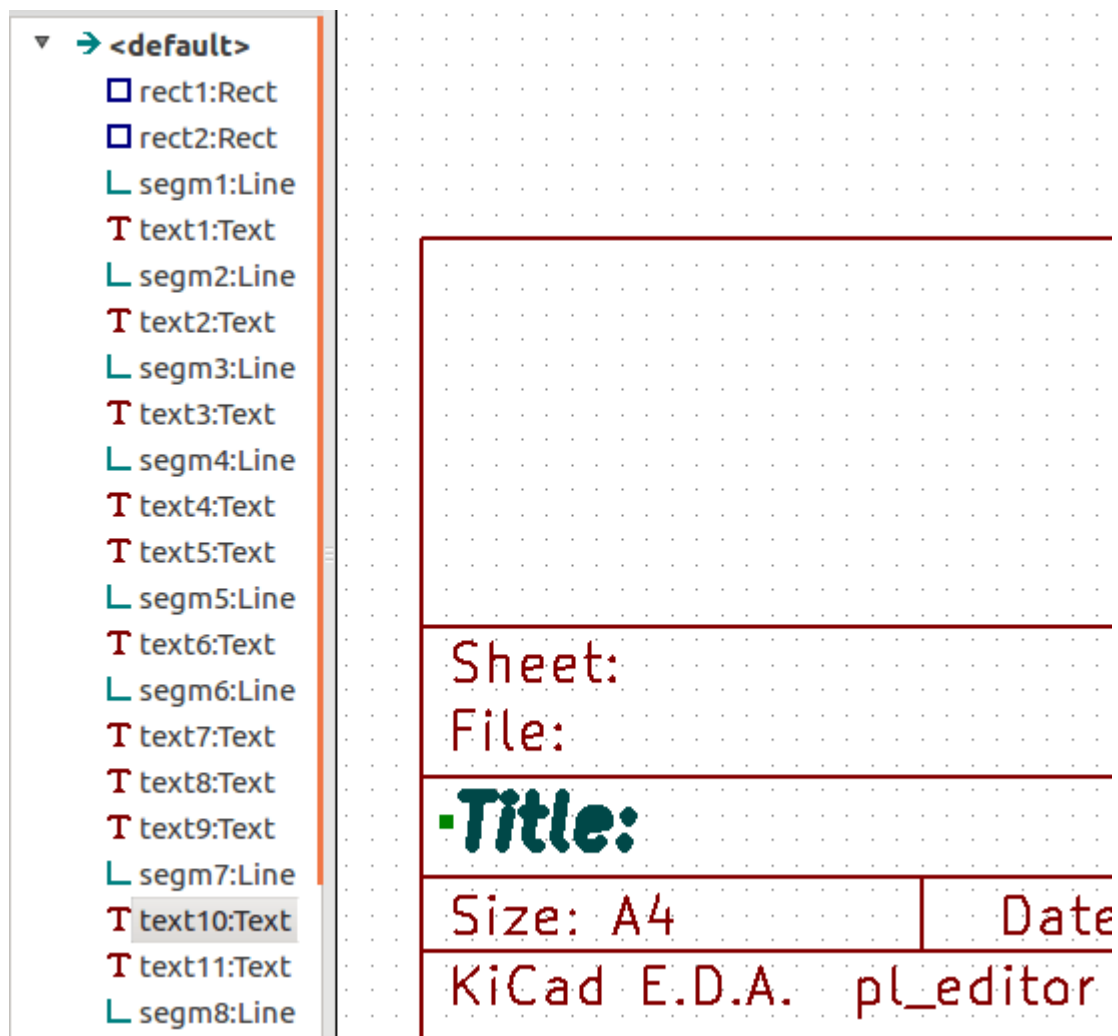 <default>
rect1:Rect
rect2:Rect
segm1:Line
text1:Text
segm2:Line
text2:Text
segm3:Line
text3:Text
segm4:Line
text4:Text
text5:Text
segm5:Line
text6:Text
segm6:Line
text7:Text
text8:Text
text9:Text
segm7:Line
text10:Text
text11:Text
segm8:Line
Sheet:
File:
Title:
Size: A4 Date
KiCad E.D.A. pl_editor